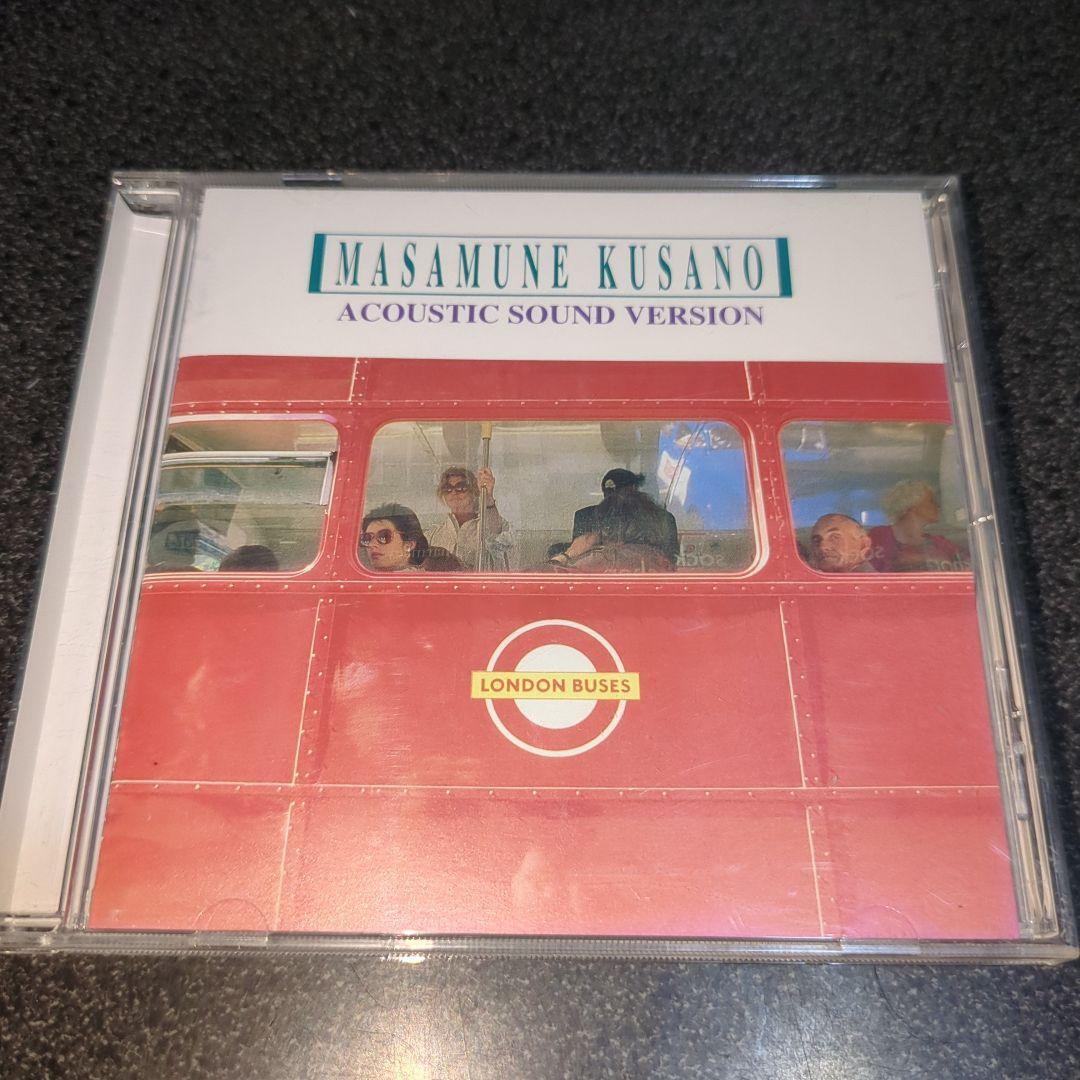 MASAMUNE KUSANO
ACOUSTIC SOUND VERSION
LONDON BUSES